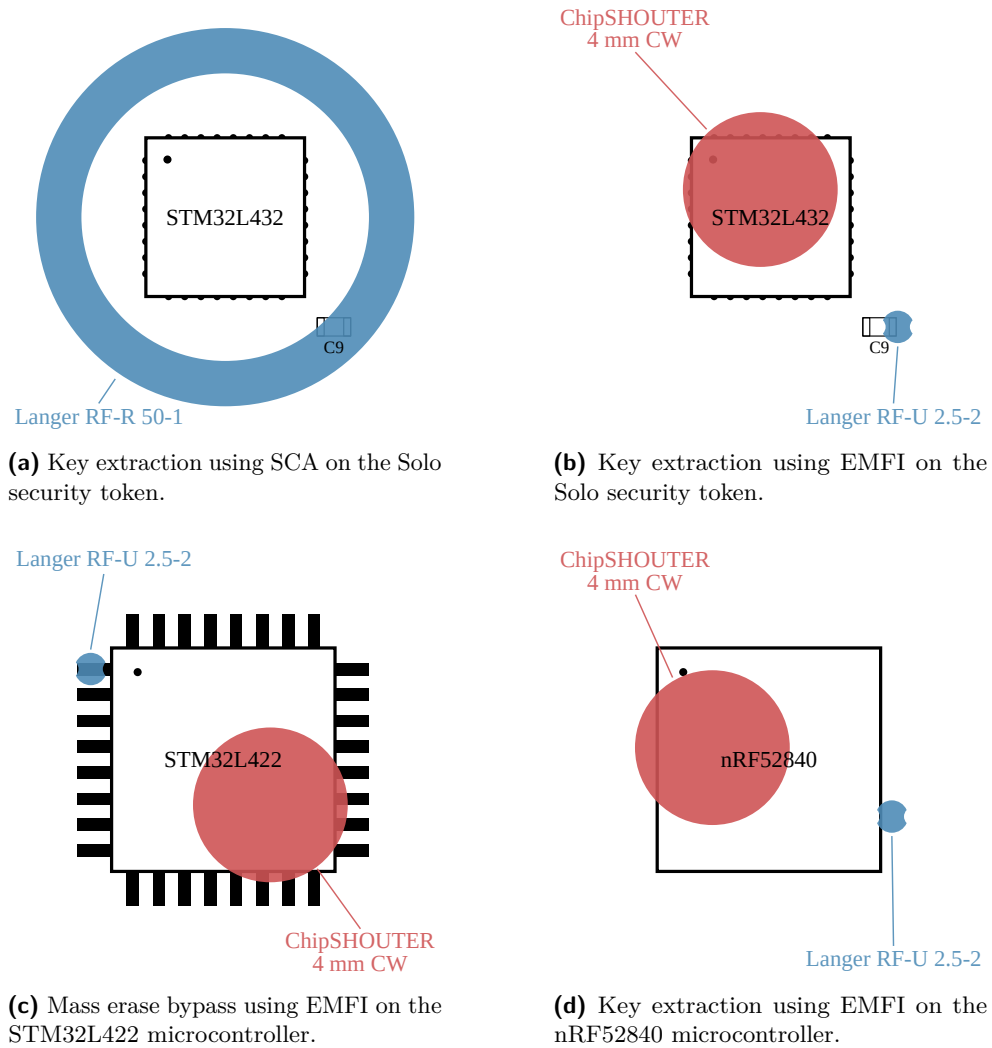 STM32L432
C9
Langer RF-R 50-1
(a) Key extraction using SCA on the Solo
security token.
ChipSHOUTER
4 mm CW
STM32L432
C9
Langer RF-U 2.5-2
(b) Key extraction using EMFI on the
Solo security token.
Langer RF-U 2.5-2
STM32L422
ChipSHOUTER
4 mm CW
(c) Mass erase bypass using EMFI on the
STM32L422 microcontroller.
ChipSHOUTER
4 mm CW
nRF52840
Langer RF-U 2.5-2
(d) Key extraction using EMFI on the
nRF52840 microcontroller.